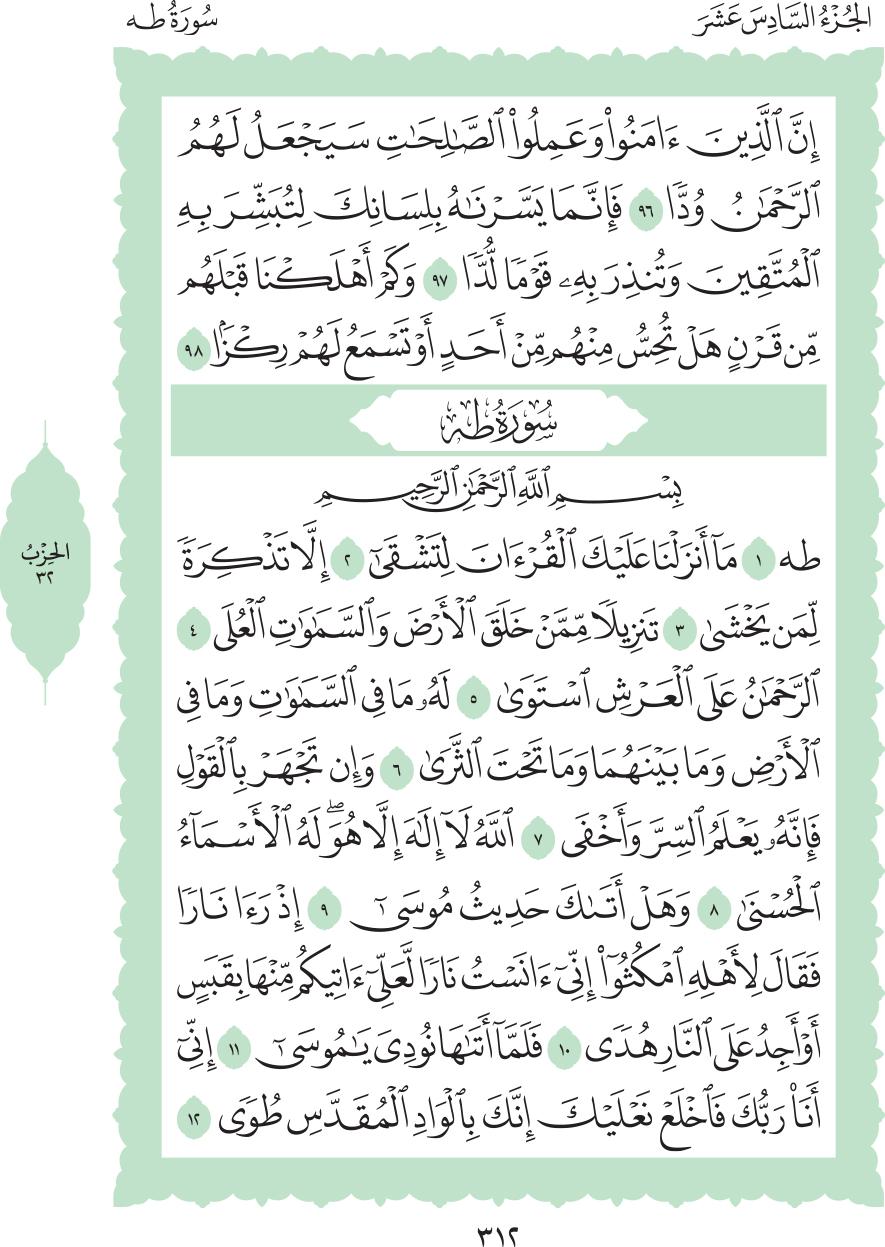 الجُزْءُ السَّادِسَ عَشَرَ
سُورَةُ طه
إِنَّ ٱلَّذِينَ ءَامَنُواْ وَعَمِلُواْ ٱلصَّٰلِحَٰتِ سَيَجْعَلُ لَهُمُ
ٱلرَّحْمَٰنُ وُدّٗا ٩٦ فَإِنَّمَا يَسَّرْنَٰهُ بِلِسَانِكَ لِتُبَشِّرَ بِهِ
ٱلْمُتَّقِينَ وَتُنذِرَ بِهِۦ قَوْمٗا لُّدّٗا ٩٧ وَكَمْ أَهْلَكْنَا قَبْلَهُم
مِّن قَرْنٍ هَلْ تُحِسُّ مِنْهُم مِّنْ أَحَدٍ أَوْ تَسْمَعُ لَهُمْ رِكْزَۢا ٩٨
سُورَةُ طه
بِسْمِ ٱللَّهِ ٱلرَّحْمَٰنِ ٱلرَّحِيمِ
طه ١ مَآ أَنزَلْنَا عَلَيْكَ ٱلْقُرْءَانَ لِتَشْقَىٰٓ ٢ إِلَّا تَذْكِرَةٗ
لِّمَن يَخْشَىٰ ٣ تَنزِيلٗا مِّمَّنْ خَلَقَ ٱلْأَرْضَ وَٱلسَّمَٰوَٰتِ ٱلْعُلَى ٤
ٱلرَّحْمَٰنُ عَلَى ٱلْعَرْشِ ٱسْتَوَىٰ ٥ لَهُۥ مَا فِي ٱلسَّمَٰوَٰتِ وَمَا فِي
ٱلْأَرْضِ وَمَا بَيْنَهُمَا وَمَا تَحْتَ ٱلثَّرَىٰ ٦ وَإِن تَجْهَرْ بِٱلْقَوْلِ
فَإِنَّهُۥ يَعْلَمُ ٱلسِّرَّ وَأَخْفَى ٧ ٱللَّهُ لَآ إِلَٰهَ إِلَّا هُوَۖ لَهُ ٱلْأَسْمَآءُ
ٱلْحُسْنَىٰ ٨ وَهَلْ أَتَىٰكَ حَدِيثُ مُوسَىٰٓ ٩ إِذْ رَءَا نَارٗا
فَقَالَ لِأَهْلِهِ ٱمْكُثُوٓاْ إِنِّيٓ ءَانَسْتُ نَارٗا لَّعَلِّيٓ ءَاتِيكُم مِّنْهَا بِقَبَسٍ
أَوْ أَجِدُ عَلَى ٱلنَّارِ هُدٗى ١٠ فَلَمَّآ أَتَىٰهَا نُودِيَ يَٰمُوسَىٰٓ ١١ إِنِّيٓ
أَنَا۠ رَبُّكَ فَٱخْلَعْ نَعْلَيْكَ إِنَّكَ بِٱلْوَادِ ٱلْمُقَدَّسِ طُوٗى ١٢
الحِزْبُ
٣٢
٣١٢